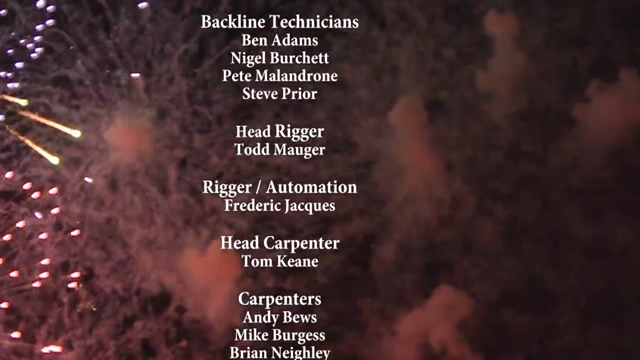 Backline Technicians
Ben Adams
Nigel Burchett
Pete Malandrone
Steve Prior
Head Rigger
Todd Mauger
Rigger / Automation
Frederic Jacques
Head Carpenter
Tom Keane
Carpenters
Andy Bews
Mike Burgess
Brian Neighley